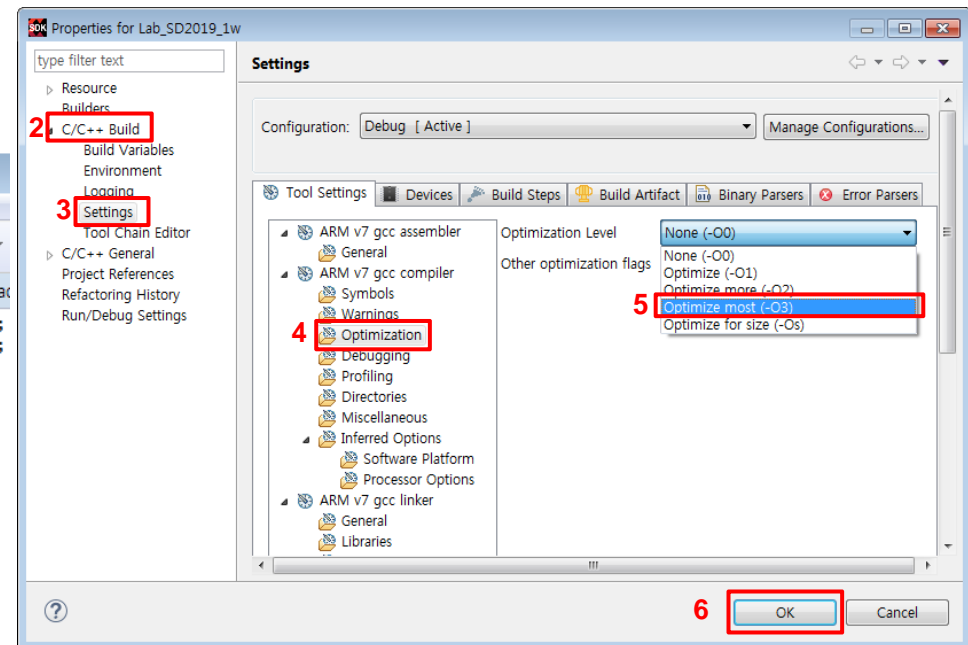 SDK Properties for Lab_SD2019_1w
type filter text
Settings
Resource
Builders
2 C/C++ Build
Build Variables
Environment
Logging
3 Settings
Tool Chain Editor
C/C++ General
Project References
Refactoring History
Run/Debug Settings
Configuration: Debug [ Active ] Manage Configurations...
Tool Settings Devices Build Steps Build Artifact Binary Parsers Error Parsers
ARM v7 gcc assembler
General
ARM v7 gcc compiler
Symbols
Warnings
4 Optimization
Debugging
Profiling
Directories
Miscellaneous
Inferred Options
Software Platform
Processor Options
ARM v7 gcc linker
General
Libraries
Optimization Level None (-O0)
Other optimization flags
None (-O0)
Optimize (-O1)
Optimize more (-O2)
5 Optimize most (-O3)
Optimize for size (-Os)
;
;
6 OK Cancel